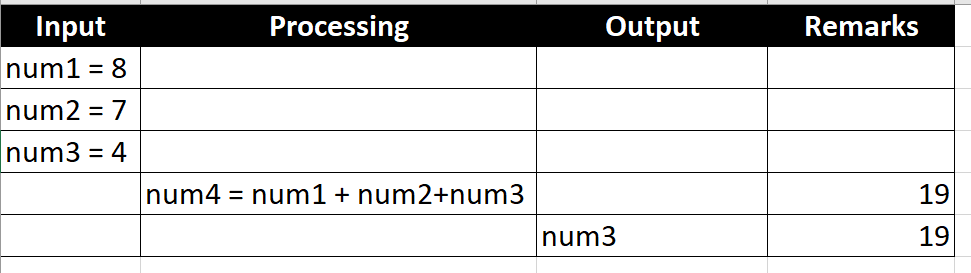 Input Processing Output Remarks
num1 = 8
num2 = 7
num3 = 4
num4 = num1 + num2+num3 19
num3 19